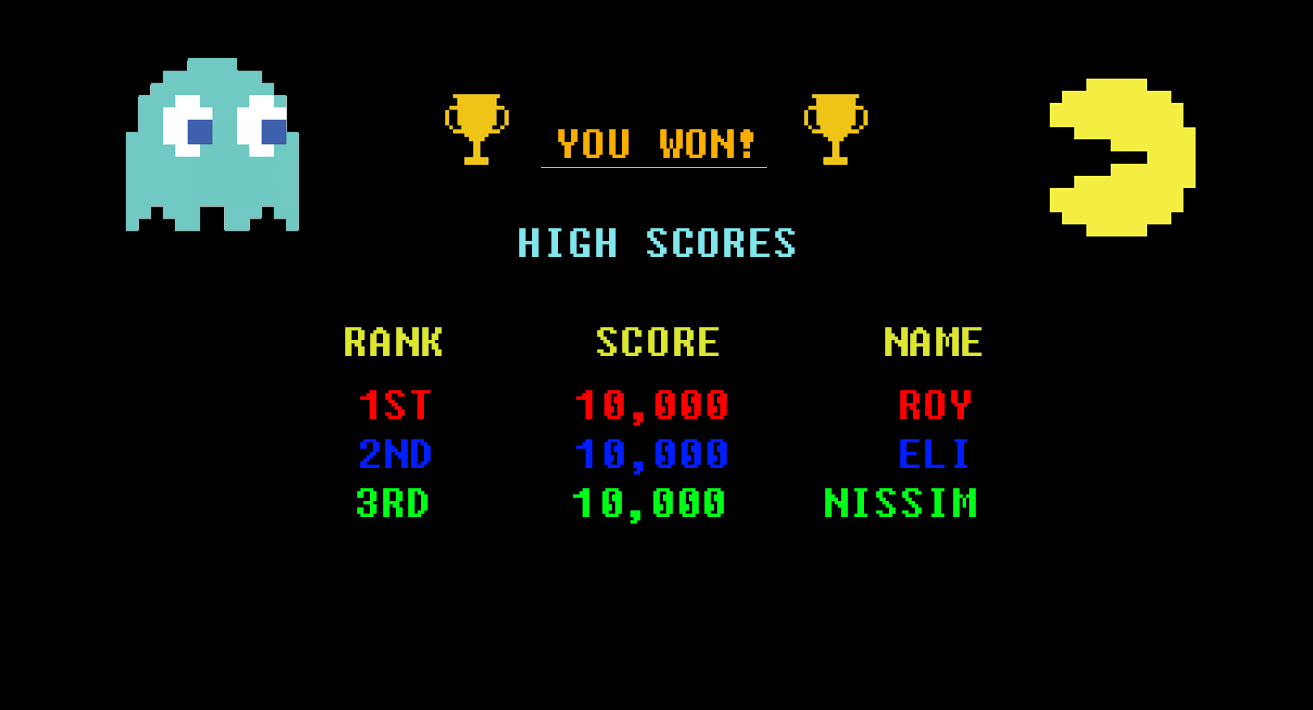 YOU WON!
HIGH SCORES
RANK SCORE NAME
1ST 10,000 ROY
2ND 10,000 ELI
3RD 10,000 NISSIM